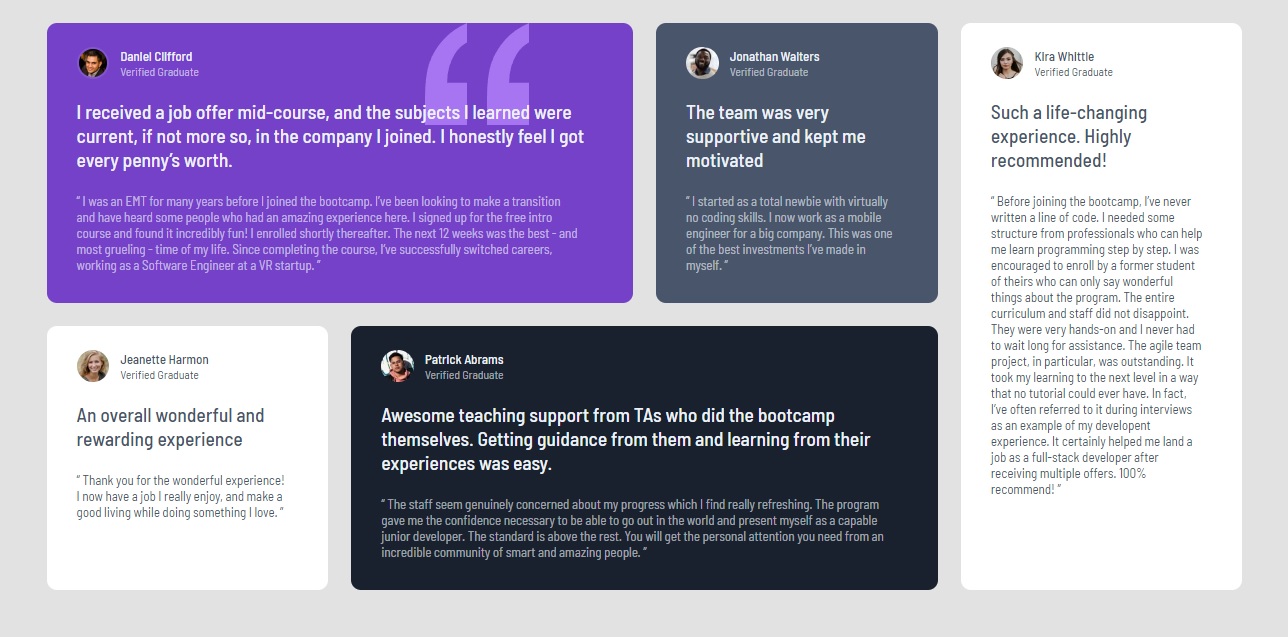 Daniel Clifford
Verified Graduate
I received a job offer mid-course, and the subjects I learned were
current, if not more so, in the company I joined. I honestly feel I got
every penny’s worth.
“ I was an EMT for many years before I joined the bootcamp. I’ve been looking to make a transition
and have heard some people who had an amazing experience here. I signed up for the free intro
course and found it incredibly fun! I enrolled shortly thereafter. The next 12 weeks was the best - and
most grueling - time of my life. Since completing the course, I’ve successfully switched careers,
working as a Software Engineer at a VR startup. ”
Jonathan Walters
Verified Graduate
The team was very
supportive and kept me
motivated
“ I started as a total newbie with virtually
no coding skills. I now work as a mobile
engineer for a big company. This was one
of the best investments I’ve made in
myself. ”
Kira Whittle
Verified Graduate
Such a life-changing
experience. Highly
recommended!
“ Before joining the bootcamp, I’ve never
written a line of code. I needed some
structure from professionals who can help
me learn programming step by step. I was
encouraged to enroll by a former student
of theirs who can only say wonderful
things about the program. The entire
curriculum and staff did not disappoint.
They were very hands-on and I never had
to wait long for assistance. The agile team
project, in particular, was outstanding. It
took my learning to the next level in a way
that no tutorial could ever have. In fact,
I’ve often referred to it during interviews
as an example of my developent
experience. It certainly helped me land a
job as a full-stack developer after
receiving multiple offers. 100%
recommend! ”
Jeanette Harmon
Verified Graduate
An overall wonderful and
rewarding experience
“ Thank you for the wonderful experience!
I now have a job I really enjoy, and make a
good living while doing something I love. ”
Patrick Abrams
Verified Graduate
Awesome teaching support from TAs who did the bootcamp
themselves. Getting guidance from them and learning from their
experiences was easy.
“ The staff seem genuinely concerned about my progress which I find really refreshing. The program
gave me the confidence necessary to be able to go out in the world and present myself as a capable
junior developer. The standard is above the rest. You will get the personal attention you need from an
incredible community of smart and amazing people. ”